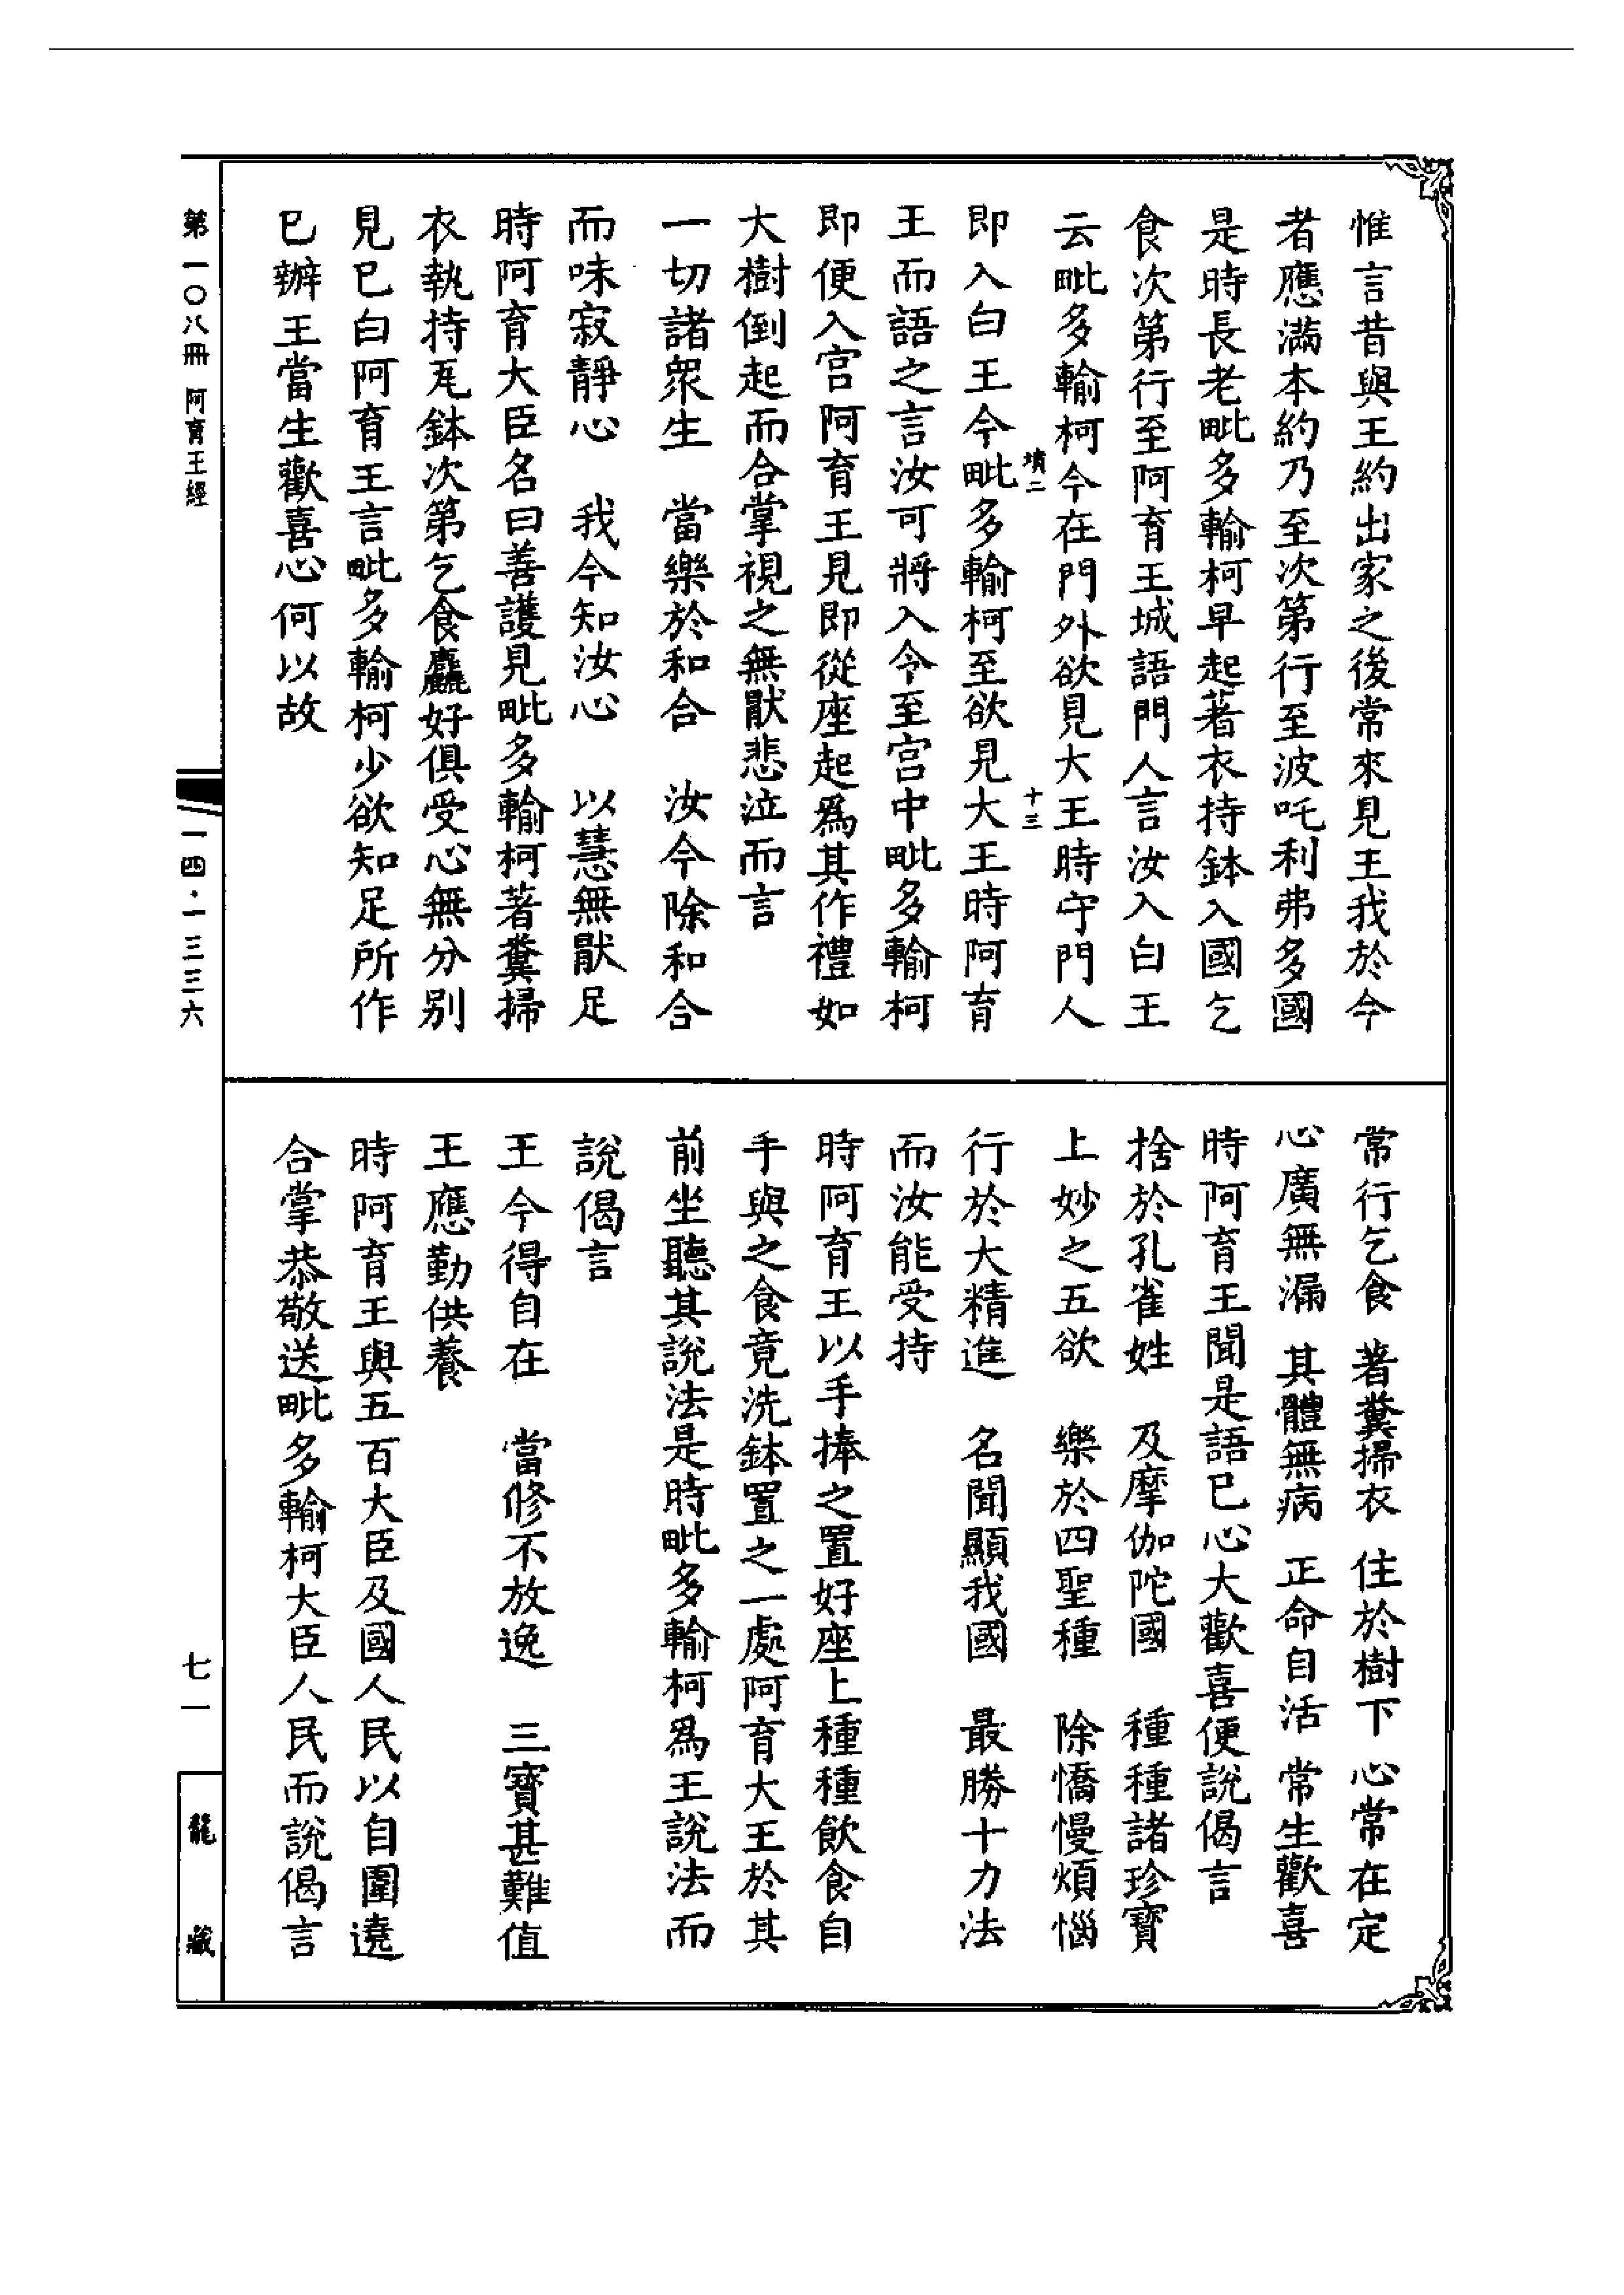 惟言昔與王約出家之後常來見王我於今
者應滿本約乃至次第行至波吒利弗多國
是時長老毗多輸柯早起著衣持鉢入國乞
食次第行至阿育王城語門人言汝入白王
云毗多輸柯今在門外欲見大王時守門人
墳二 十三
即入白王今毗多輸柯至欲見大王時阿育
王而語之言汝可將入令至宮中毗多輸柯
即便入宮阿育王見即從座起爲其作禮如
大樹倒起而合掌視之無猒悲泣而言
一切諸衆生 當樂於和合 汝今除和合
而味寂靜心 我今知汝心 以慧無猒足
時阿育大臣名曰善護見毗多輸柯著糞掃
衣執持瓦鉢次第乞食麤好俱受心無分別
見已白阿育王言毗多輸柯少欲知足所作
已辦王當生歡喜心何以故
常行乞食 著糞掃衣 住於樹下 心常在定
心廣無漏 其體無病 正命自活 常生歡喜
時阿育王聞是語已心大歡喜便說偈言
捨於孔雀姓 及摩伽陀國 種種諸珍寶
上妙之五欲 樂於四聖種 除憍慢煩惱
行於大精進 名聞顯我國 最勝十力法
而汝能受持
時阿育王以手捧之置好座上種種飲食自
手與之食竟洗鉢置之一處阿育大王於其
前坐聽其說法是時毗多輸柯爲王說法而
說偈言
王今得自在 當修不放逸 三寶甚難值
王應勤供養
時阿育王與五百大臣及國人民以自圍遶
合掌恭敬送毗多輸柯大臣人民而說偈言
第一〇八冊 阿育王經
一四·一三三六
七一
龍藏